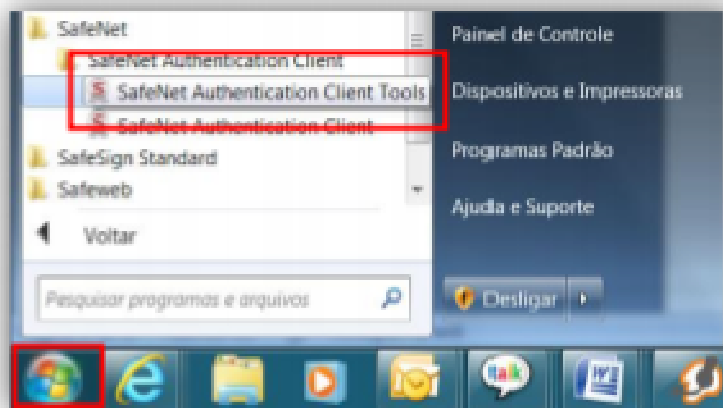 SafeNet
SafeNet Authentication Client
SafeNet Authentication Client Tools
SafeNet Authentication Client
SafeSign Standard
Safeweb
Voltar
Pesquisar programas e arquivos
Painel de Controle
Dispositivos e Impressoras
Programas Padrão
Ajuda e Suporte
Desligar
talk
W